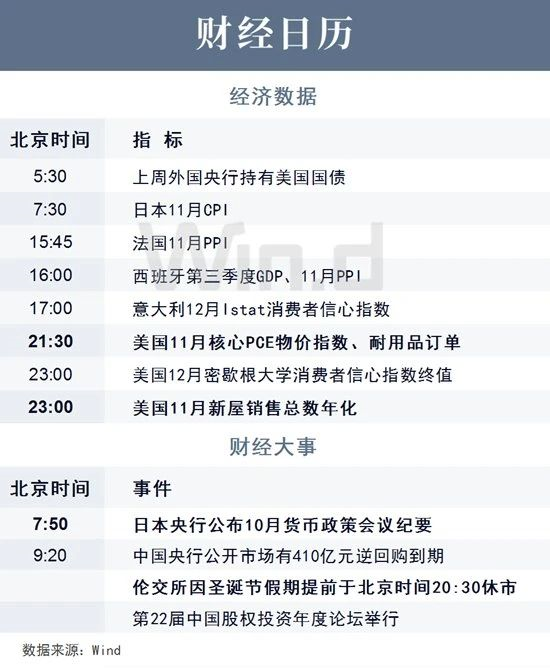 财经日历
经济数据
北京时间 指 标
5:30 上周外国央行持有美国国债
7:30 日本11月CPI
15:45 法国11月PPI
16:00 西班牙第三季度GDP、11月PPI
17:00 意大利12月Istat消费者信心指数
21:30 美国11月核心PCE物价指数、耐用品订单
23:00 美国12月密歇根大学消费者信心指数终值
23:00 美国11月新屋销售总数年化
财经大事
北京时间 事件
7:50 日本央行公布10月货币政策会议纪要
9:20 中国央行公开市场有410亿元逆回购到期
伦交所因圣诞节假期提前于北京时间20:30休市
第22届中国股权投资年度论坛举行
数据来源：Wind
Win.d